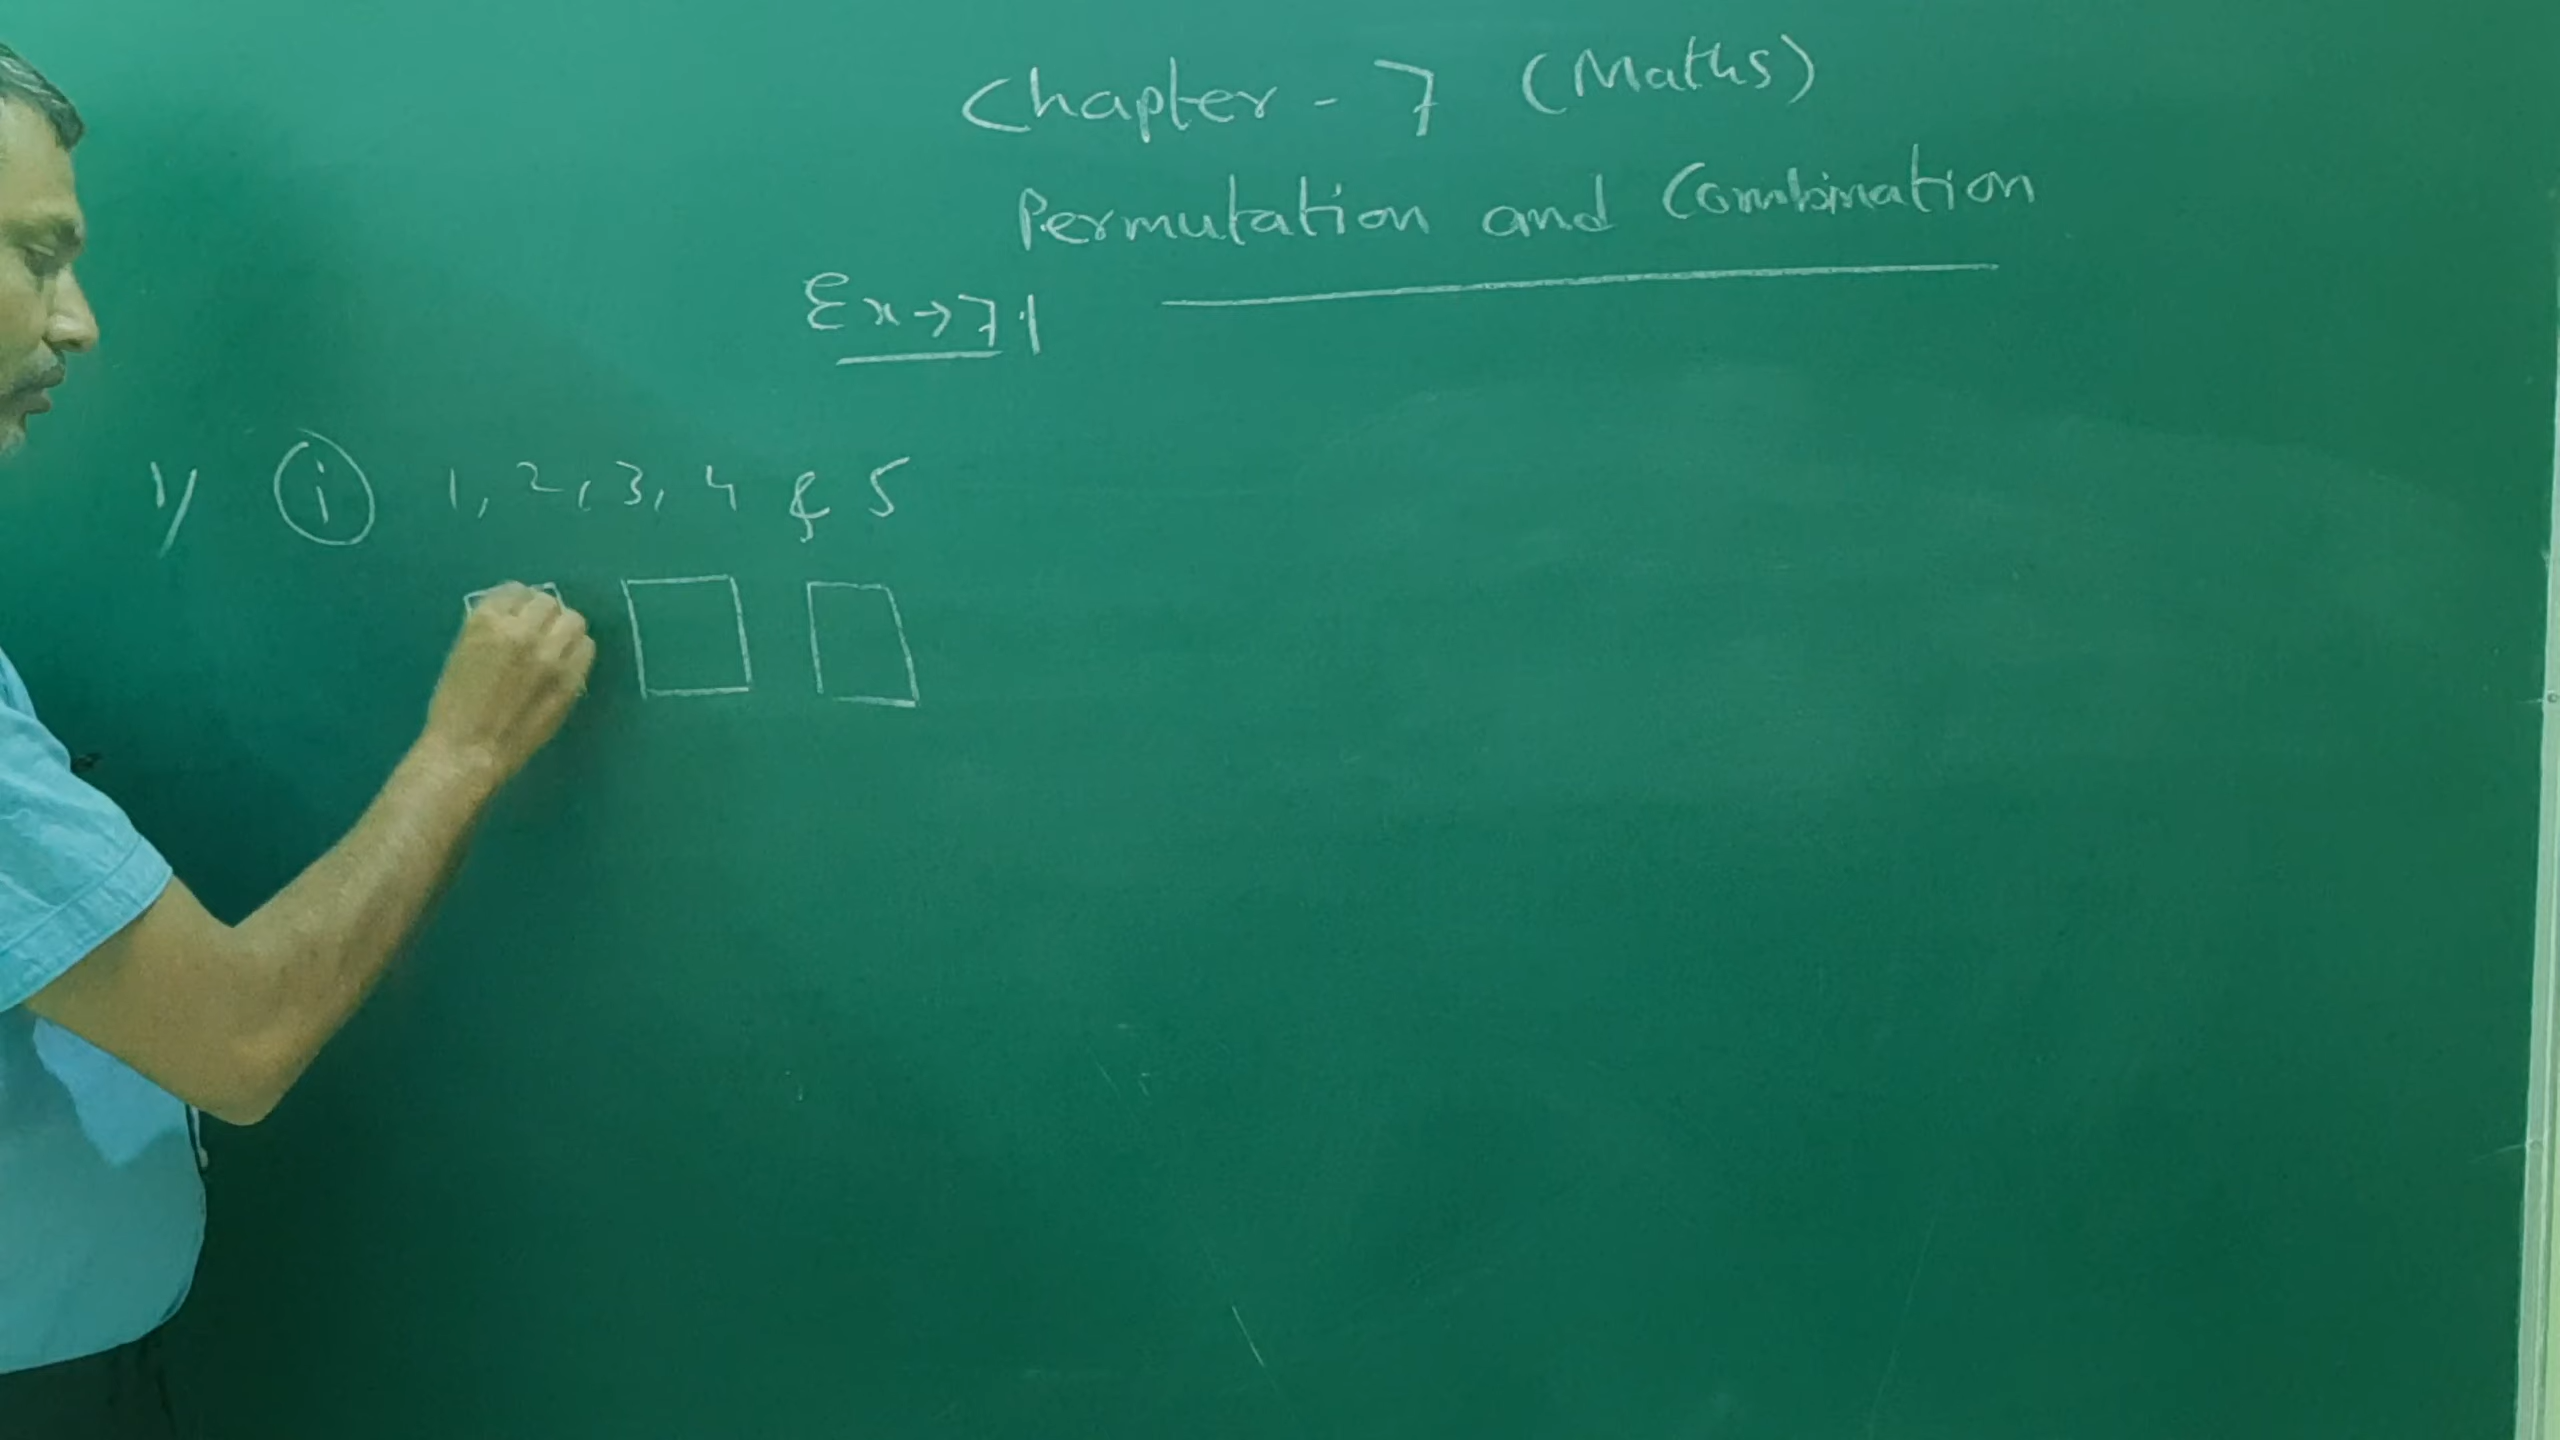 Chapter - 7 (Maths)
Permutation and Combination
Ex → 7.1
1) i 1, 2, 3, 4 & 5